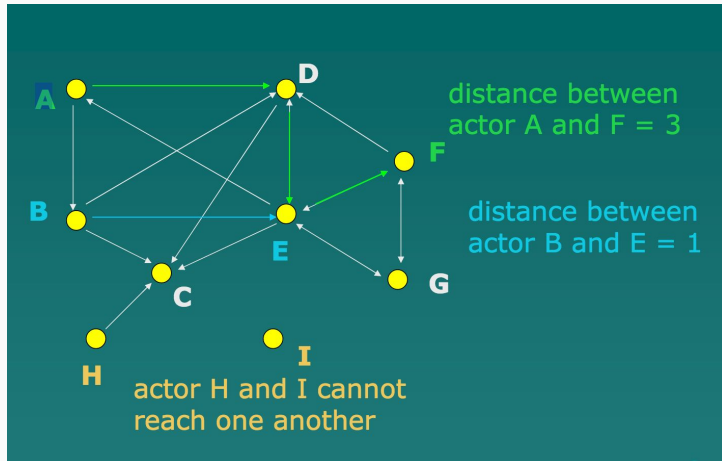 D
A
distance between
actor A and F = 3
F
B
distance between
actor B and E = 1
E
G
C
I
H
actor H and I cannot
reach one another